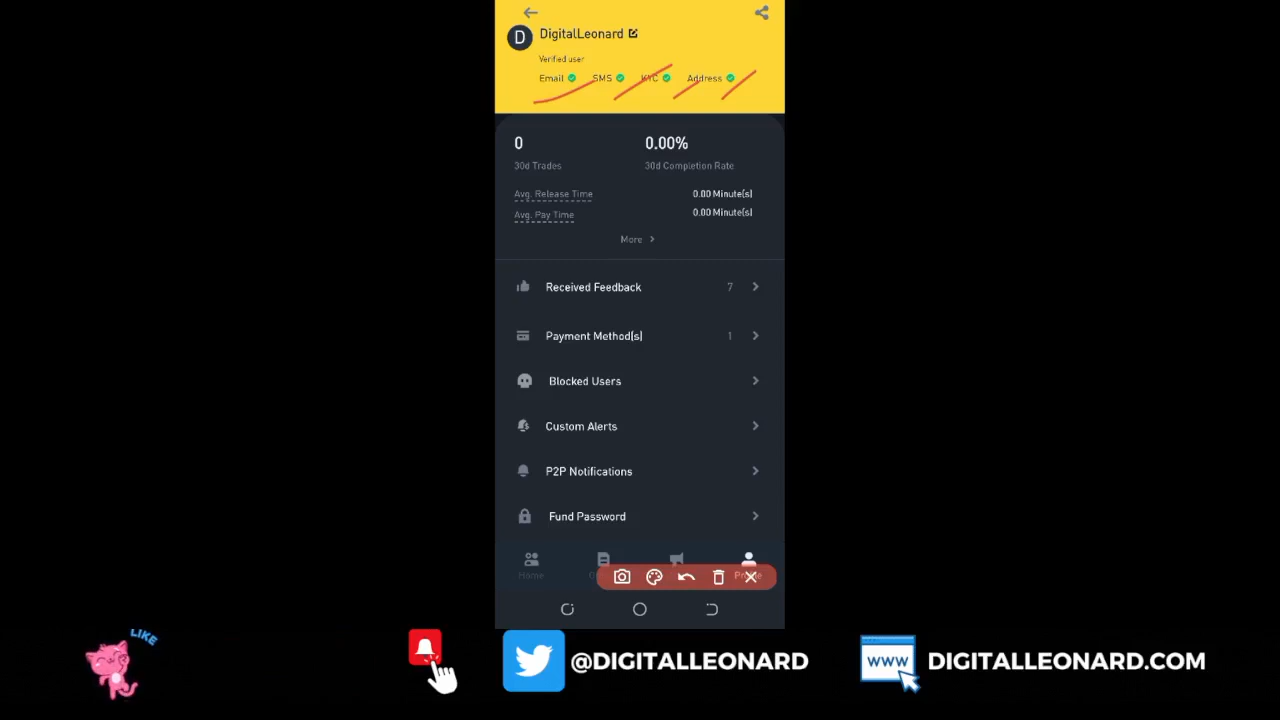 D
DigitalLeonard
Verified user
Email SMS KYC Address
0 0.00%
30d Trades 30d Completion Rate
Avg. Release Time 0.00 Minute(s)
Avg. Pay Time 0.00 Minute(s)
More
Received Feedback 7
Payment Method(s) 1
Blocked Users
Custom Alerts
P2P Notifications
Fund Password
Home Profile
LIKE
@DIGITALLEONARD
WWW
DIGITALLEONARD.COM